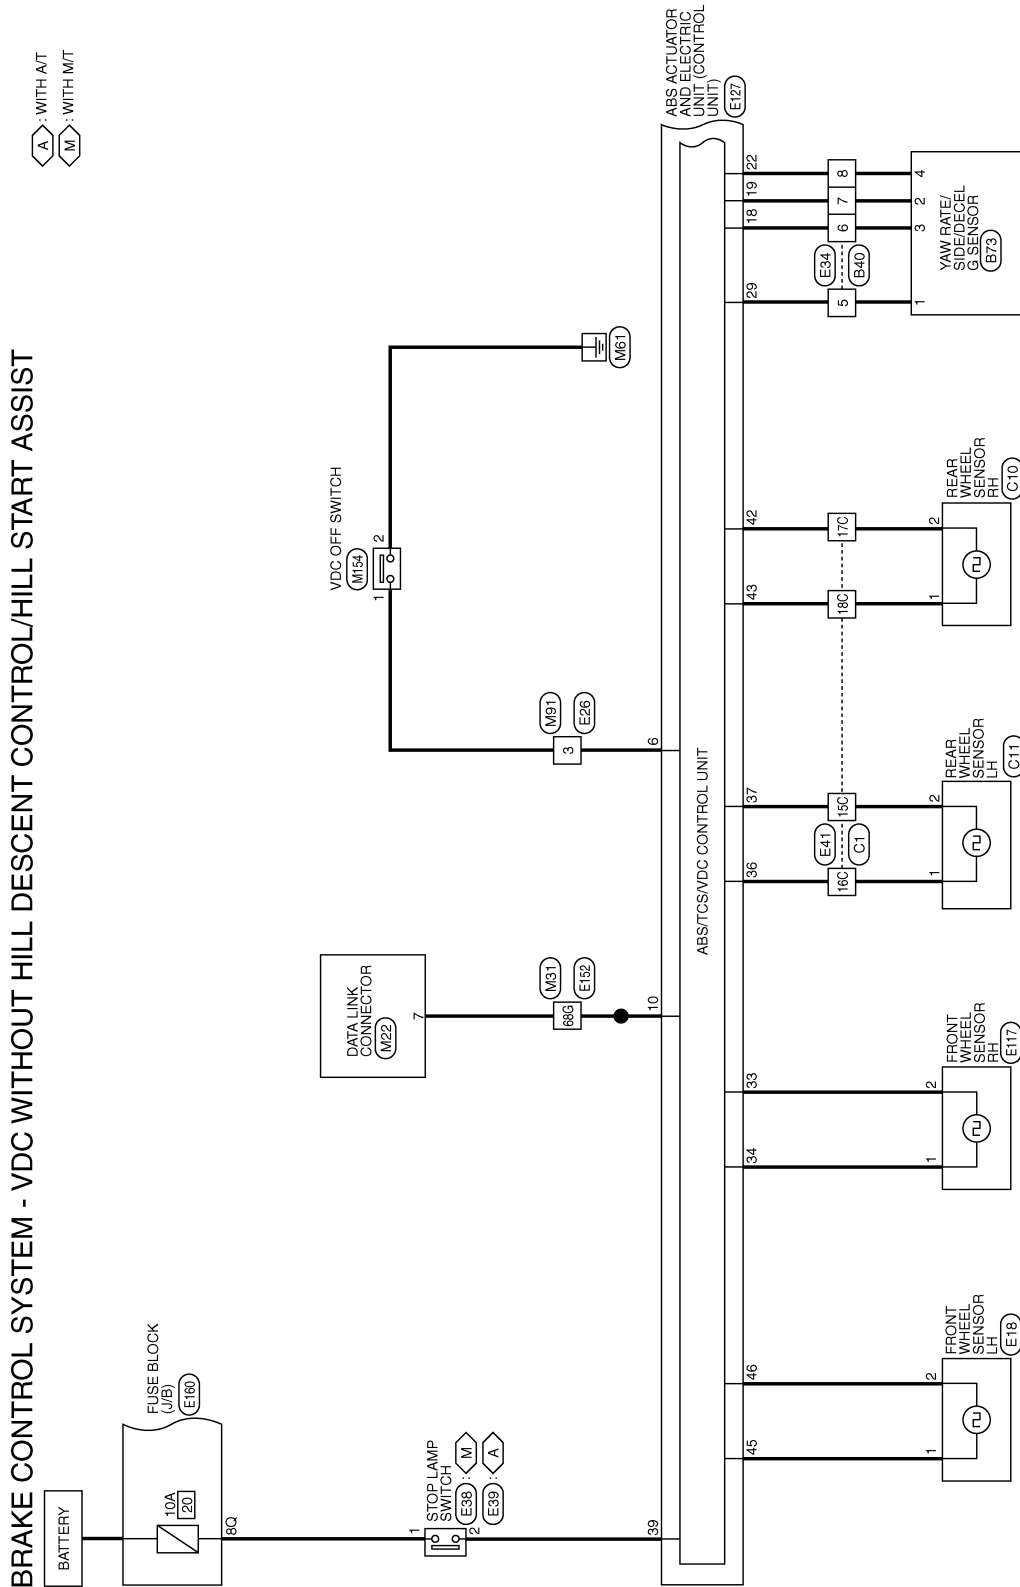 BRAKE CONTROL SYSTEM - VDC WITHOUT HILL DESCENT CONTROL/HILL START ASSIST
A : WITH A/T
M : WITH M/T
BATTERY
10A
20
FUSE BLOCK
(J/B)
E160
8Q
1
STOP LAMP
SWITCH
E38 : M
E39 : A
2
39
DATA LINK
CONNECTOR
M22
7
68G
M31
E152
10
VDC OFF SWITCH
M154
1
2
M91
3
E26
6
M61
ABS ACTUATOR
AND ELECTRIC
UNIT (CONTROL
UNIT)
E127
ABS/TCS/VDC CONTROL UNIT
45
46
34
33
36
37
43
42
29
18
19
22
16C
E41
C1
15C
18C
17C
5
E34
B40
6
7
8
1
2
FRONT
WHEEL
SENSOR
LH
E18
1
2
FRONT
WHEEL
SENSOR
RH
E117
1
2
REAR
WHEEL
SENSOR
LH
C11
1
2
REAR
WHEEL
SENSOR
RH
C10
1
3
2
4
YAW RATE/
SIDE/DECEL
G SENSOR
B73